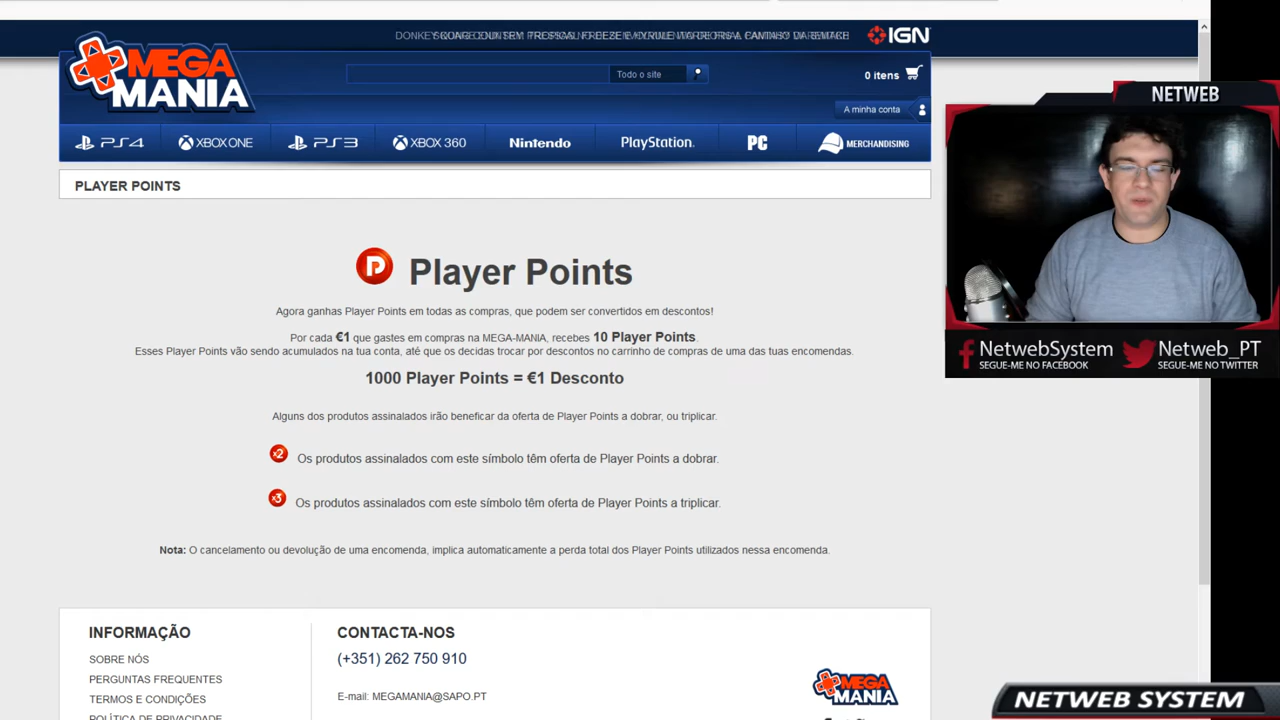 IGN
MEGA
MANIA
Todo o site
0 itens
A minha conta
PS4
XBOX ONE
PS3
XBOX 360
Nintendo
PlayStation.
PC
MERCHANDISING
NETWEB
PLAYER POINTS
Player Points
Agora ganhas Player Points em todas as compras, que podem ser convertidos em descontos!
Por cada €1 que gastes em compras na MEGA-MANIA, recebes 10 Player Points.
Esses Player Points vão sendo acumulados na tua conta, até que os decidas trocar por descontos no carrinho de compras de uma das tuas encomendas.
1000 Player Points = €1 Desconto
Alguns dos produtos assinalados irão beneficar da oferta de Player Points a dobrar, ou triplicar.
x2 Os produtos assinalados com este símbolo têm oferta de Player Points a dobrar.
x3 Os produtos assinalados com este símbolo têm oferta de Player Points a triplicar.
Nota: O cancelamento ou devolução de uma encomenda, implica automaticamente a perda total dos Player Points utilizados nessa encomenda.
NetwebSystem
SEGUE-ME NO FACEBOOK
Netweb_PT
SEGUE-ME NO TWITTER
INFORMAÇÃO
SOBRE NÓS
PERGUNTAS FREQUENTES
TERMOS E CONDIÇÕES
POLÍTICA DE PRIVACIDADE
CONTACTA-NOS
(+351) 262 750 910
E-mail: MEGAMANIA@SAPO.PT
MEGA
MANIA
NETWEB SYSTEM